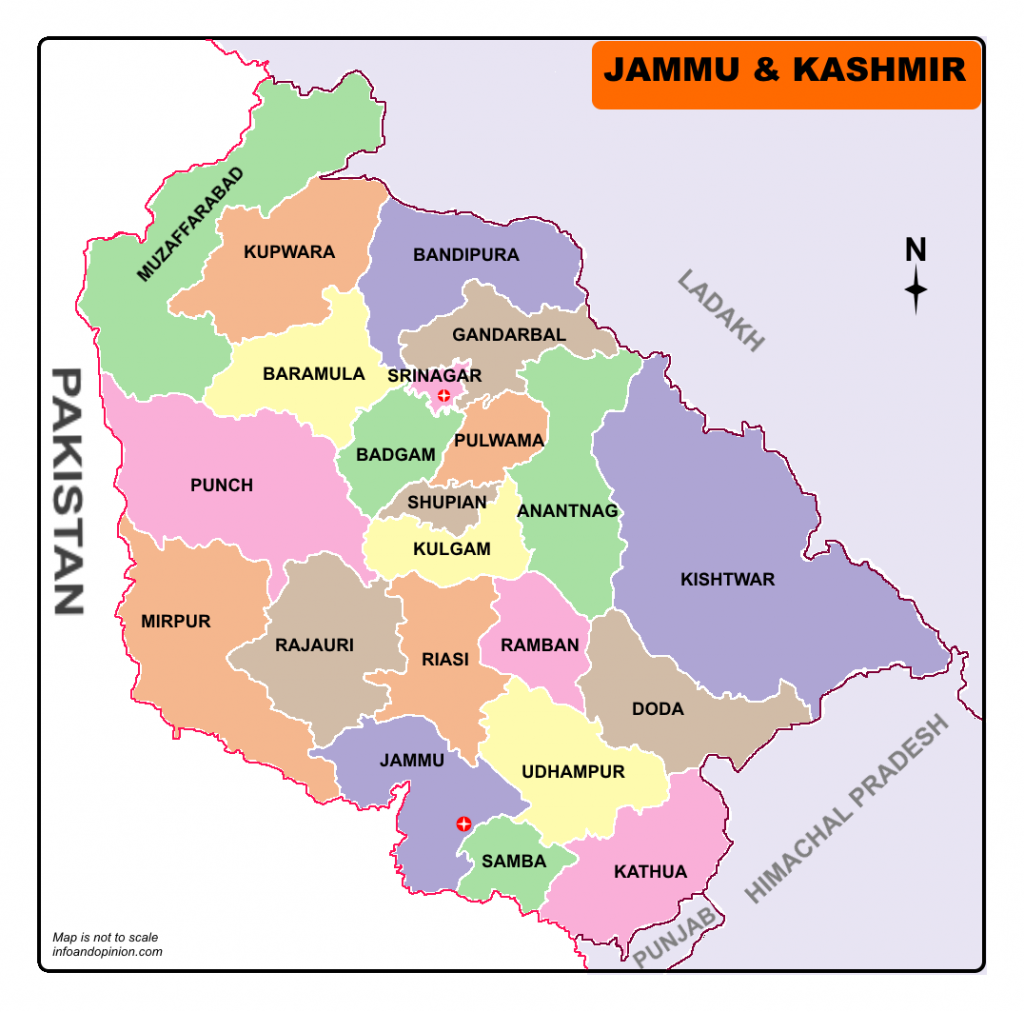 JAMMU & KASHMIR
MUZAFFARABAD
KUPWARA
BANDIPURA
N
LADAKH
GANDARBAL
BARAMULA
SRINAGAR
PAKISTAN
PULWAMA
BADGAM
PUNCH
SHUPIAN
ANANTNAG
KULGAM
KISHTWAR
MIRPUR
RAJAURI
RAMBAN
RIASI
DODA
JAMMU
UDHAMPUR
HIMACHAL PRADESH
SAMBA
KATHUA
PUNJAB
Map is not to scale
infoandopinion.com